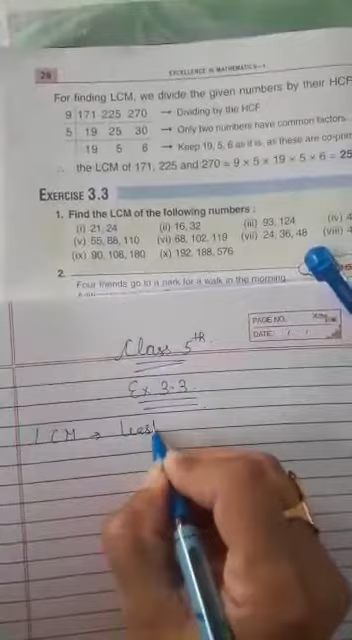 28
EXCELLENCE IN MATHEMATICS-5
For finding LCM, we divide the given numbers by their HCF
9 171 225 270 → Dividing by the HCF
5 19 25 30 → Only two numbers have common factors.
19 5 6 → Keep 19, 5, 6 as it is, as these are co-prim
∴ the LCM of 171, 225 and 270 = 9 × 5 × 19 × 5 × 6 = 25
EXERCISE 3.3
1. Find the LCM of the following numbers :
(i) 21, 24 (ii) 16, 32 (iii) 93, 124 (iv) 4
(v) 55, 88, 110 (vi) 68, 102, 119 (vii) 24, 36, 48 (viii) 4
(ix) 90, 108, 180 (x) 192, 188, 576
2.
Four friends go to a park for a walk in the morning
PAGE NO.
DATE: / /
Class 5th
Ex 3.3
LCM → Leas